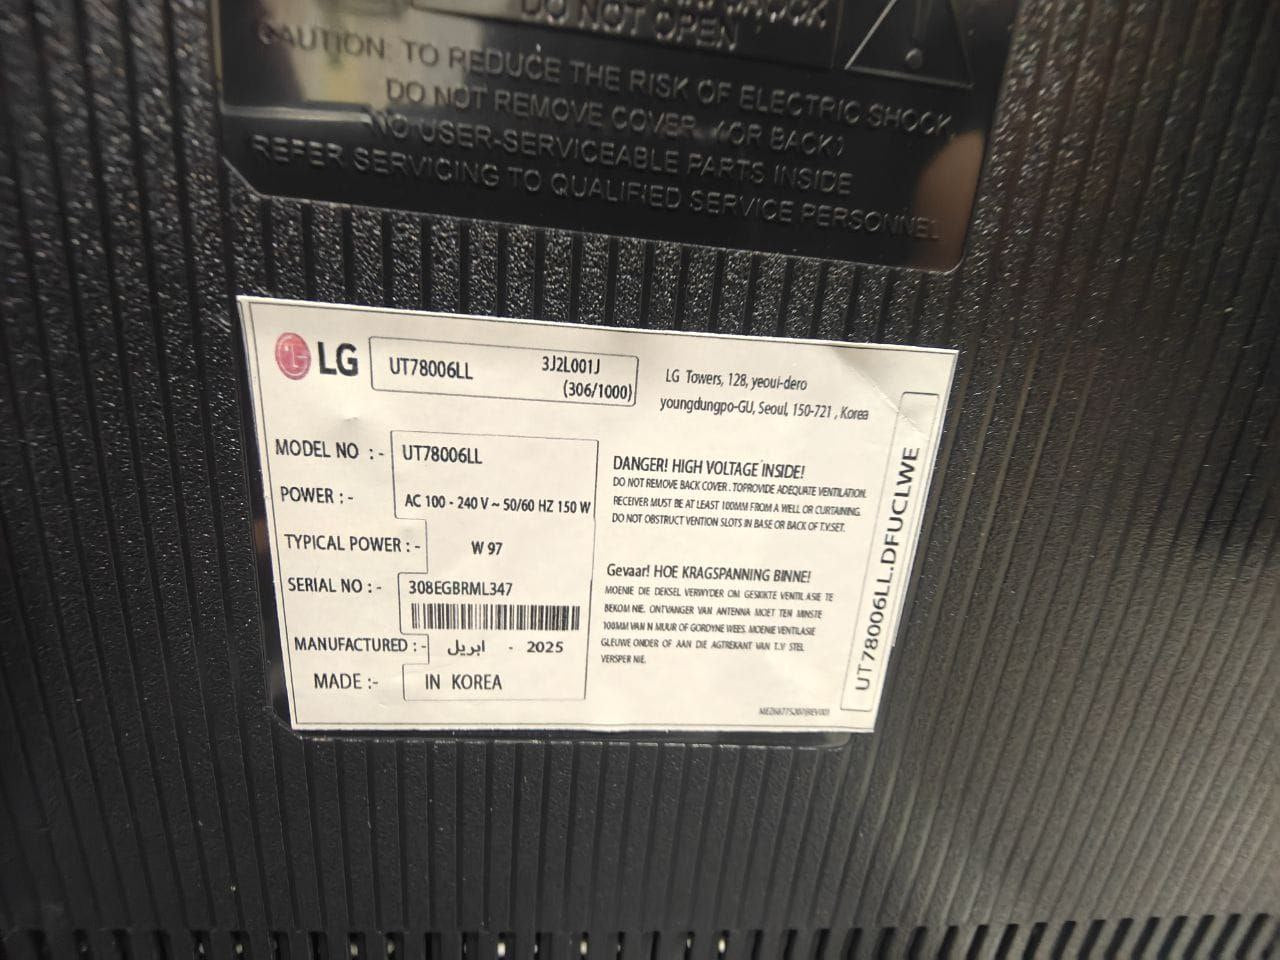 SHOCK
DO NOT OPEN
CAUTION: TO REDUCE THE RISK OF ELECTRIC SHOCK,
DO NOT REMOVE COVER (OR BACK)
NO USER-SERVICEABLE PARTS INSIDE
REFER SERVICING TO QUALIFIED SERVICE PERSONNEL
LG
UT78006LL
3J2L001J
(306/1000)
LG Towers, 128, yeoui-dero
youngdungpo-GU, Seoul, 150-721 , Korea
MODEL NO :- UT78006LL
POWER :- AC 100 - 240 V ~ 50/60 HZ 150 W
TYPICAL POWER :- W 97
SERIAL NO :- 308EGBRML347
MANUFACTURED :- ابريل - 2025
MADE :- IN KOREA
DANGER! HIGH VOLTAGE INSIDE!
DO NOT REMOVE BACK COVER . TOPROVIDE ADEQUATE VENTILATION.
RECEIVER MUST BE AT LEAST 100MM FROM A WELL OR CURTAINING.
DO NOT OBSTRUCT VENTION SLOTS IN BASE OR BACK OF T.V.SET.
Gevaar! HOE KRAGSPANNING BINNE!
MOENIE DIE DEKSEL VERWYDER OM GESKIKTE VENTIL ASIE TE
BEKOM NIE. ONTVANGER VAN ANTENNA MOET TEN MINSTE
100MM VAN N MUUR OF GORDYNE WEES. MOENIE VENTILASIE
GLEUWE ONDER OF AAN DIE AGTREKANT VAN T.V STEL
VERSPER NIE.
UT78006LL.DFUCLWE